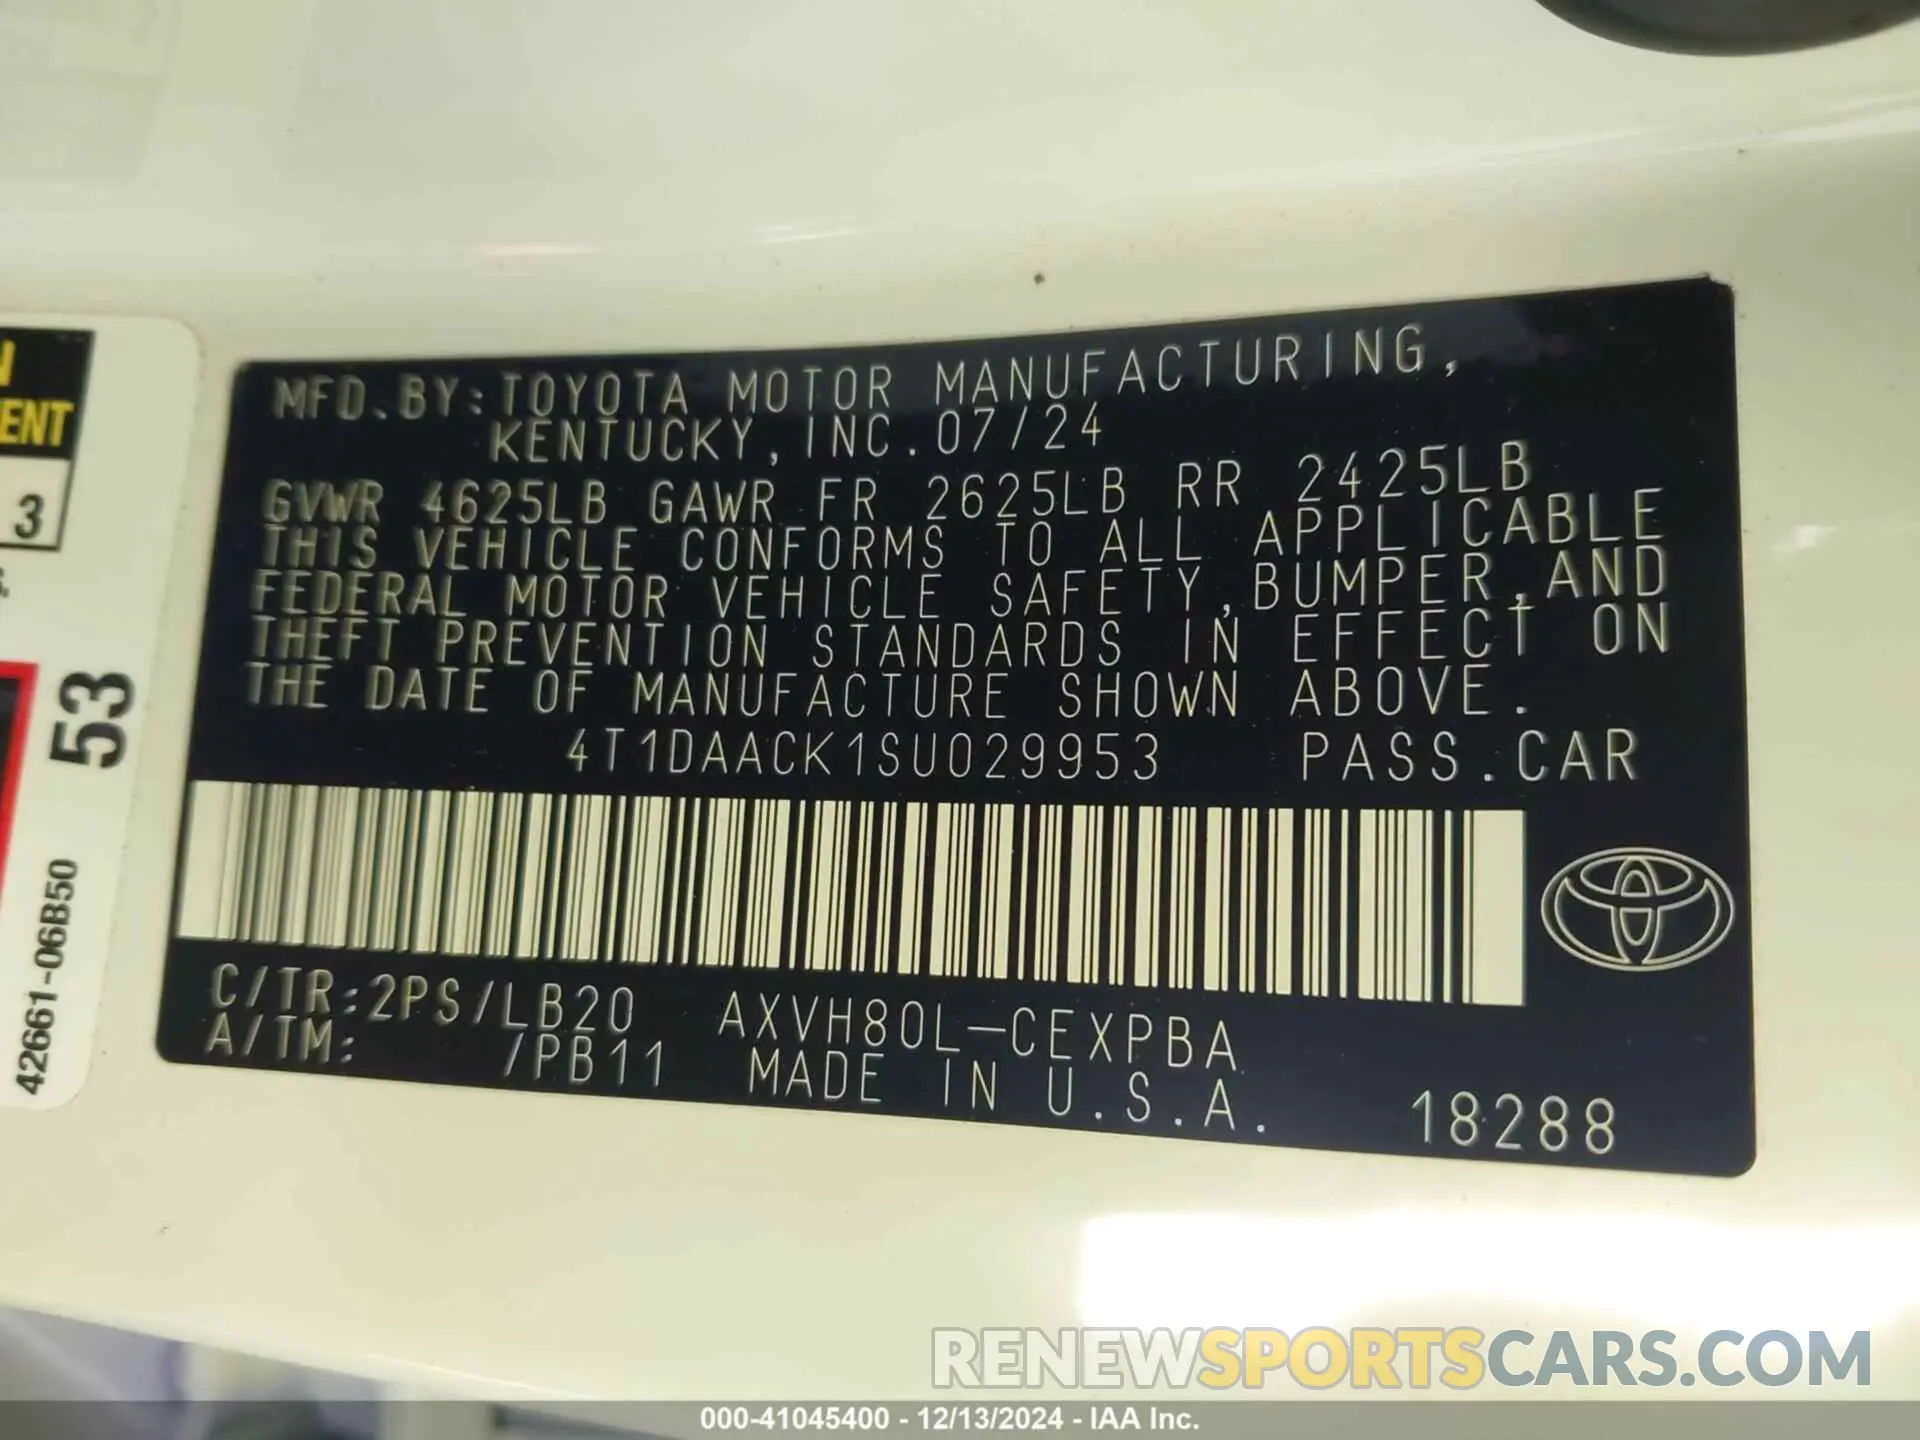 MFD.BY:TOYOTA MOTOR MANUFACTURING,
KENTUCKY,INC.07/24
GVWR 4625LB GAWR FR 2625LB RR 2425LB
THIS VEHICLE CONFORMS TO ALL APPLICABLE
FEDERAL MOTOR VEHICLE SAFETY,BUMPER,AND
THEFT PREVENTION STANDARDS IN EFFECT ON
THE DATE OF MANUFACTURE SHOWN ABOVE.
4T1DAACK1SU029953 PASS.CAR
C/TR:2PS/LB20 AXVH80L-CEXPBA
A/TM: /PB11 MADE IN U.S.A. 18288
N
ENT
3
53
42661-06B50
RENEWSPORTSCARS.COM
000-41045400 - 12/13/2024 - IAA Inc.